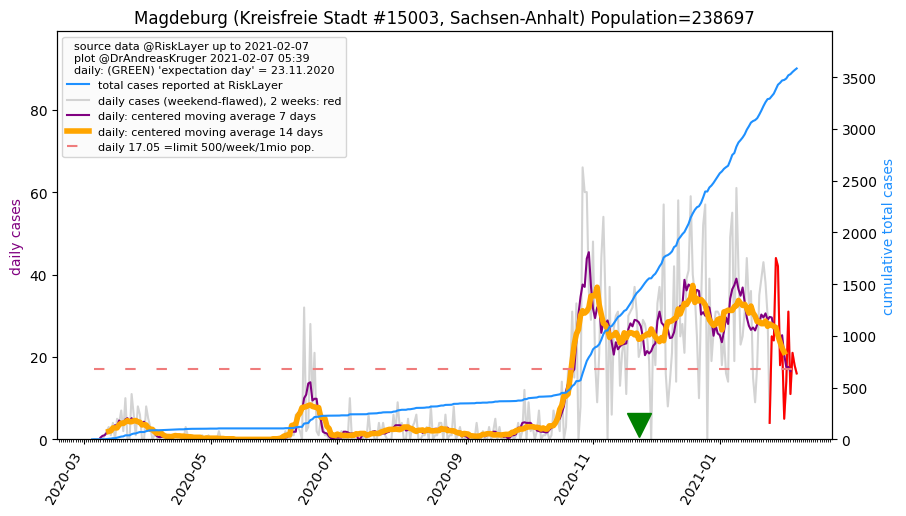 Magdeburg (Kreisfreie Stadt #15003, Sachsen-Anhalt) Population=238697
source data @RiskLayer up to 2021-02-07
plot @DrAndreasKruger 2021-02-07 05:39
daily: (GREEN) 'expectation day' = 23.11.2020
total cases reported at RiskLayer
daily cases (weekend-flawed), 2 weeks: red
daily: centered moving average 7 days
daily: centered moving average 14 days
daily 17.05 =limit 500/week/1mio pop.
daily cases
80
60
40
20
0
cumulative total cases
3500
3000
2500
2000
1500
1000
500
0
2020-03
2020-05
2020-07
2020-09
2020-11
2021-01